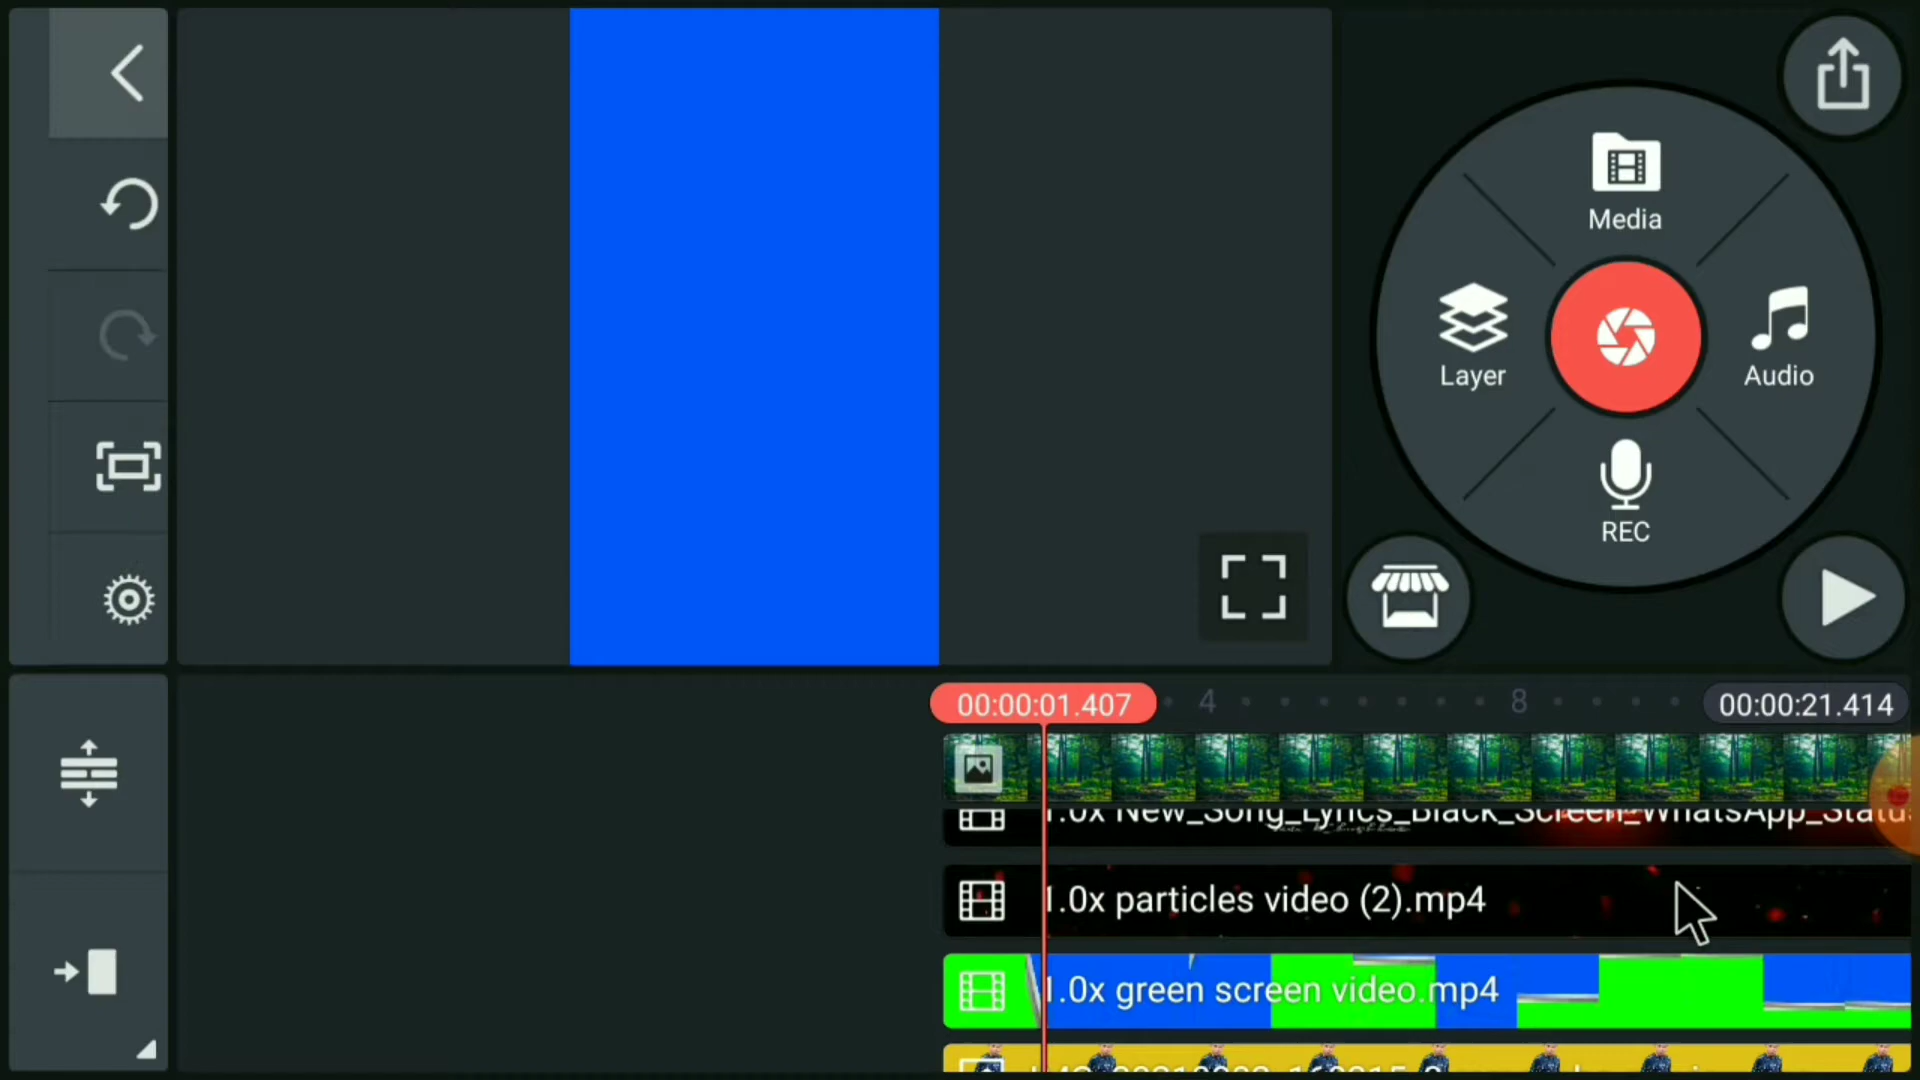 Media
Layer
Audio
REC
00:00:01.407
4
8
00:00:21.414
1.0x New_Song_Lyrics_Black_Screen_WhatsApp_Status
1.0x particles video (2).mp4
1.0x green screen video.mp4